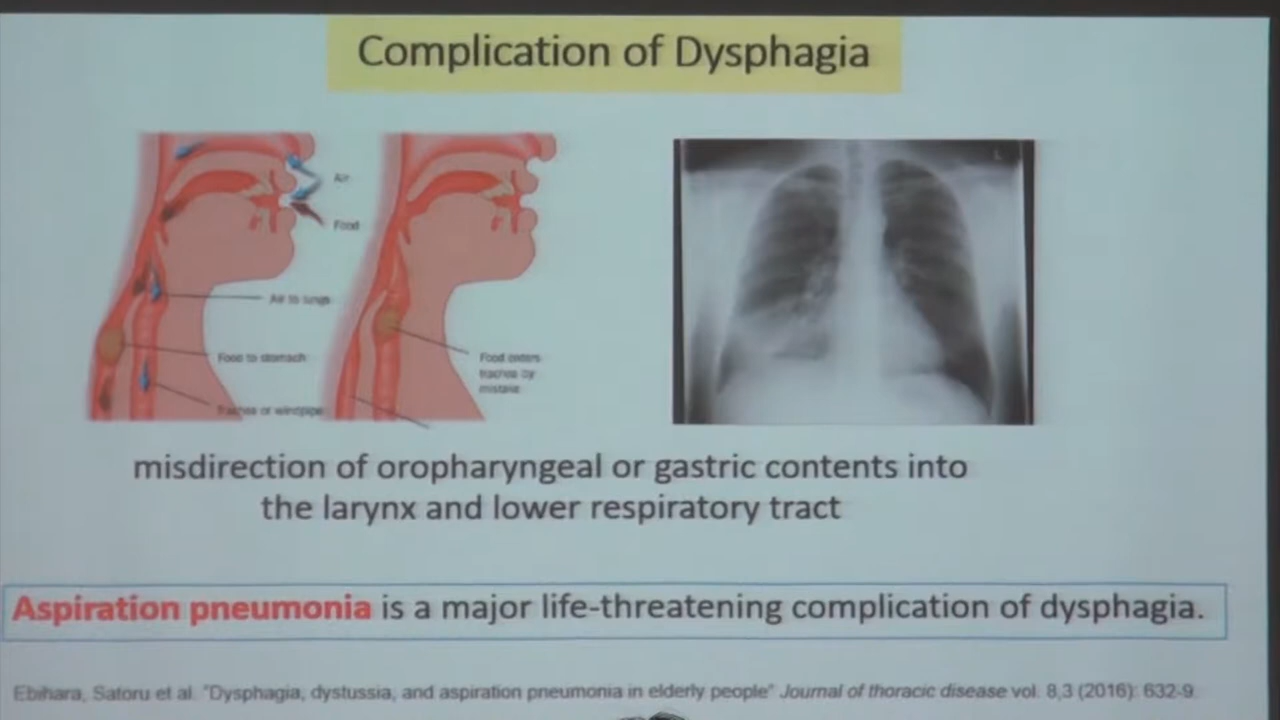 Complication of Dysphagia
Air
Food
Air to lungs
Food to stomach
Trachea or windpipe
Food enters
trachea by
mistake
L
misdirection of oropharyngeal or gastric contents into
the larynx and lower respiratory tract
Aspiration pneumonia is a major life-threatening complication of dysphagia.
Ebihara, Satoru et al. "Dysphagia, dystussia, and aspiration pneumonia in elderly people" Journal of thoracic disease vol. 8,3 (2016): 632-9.